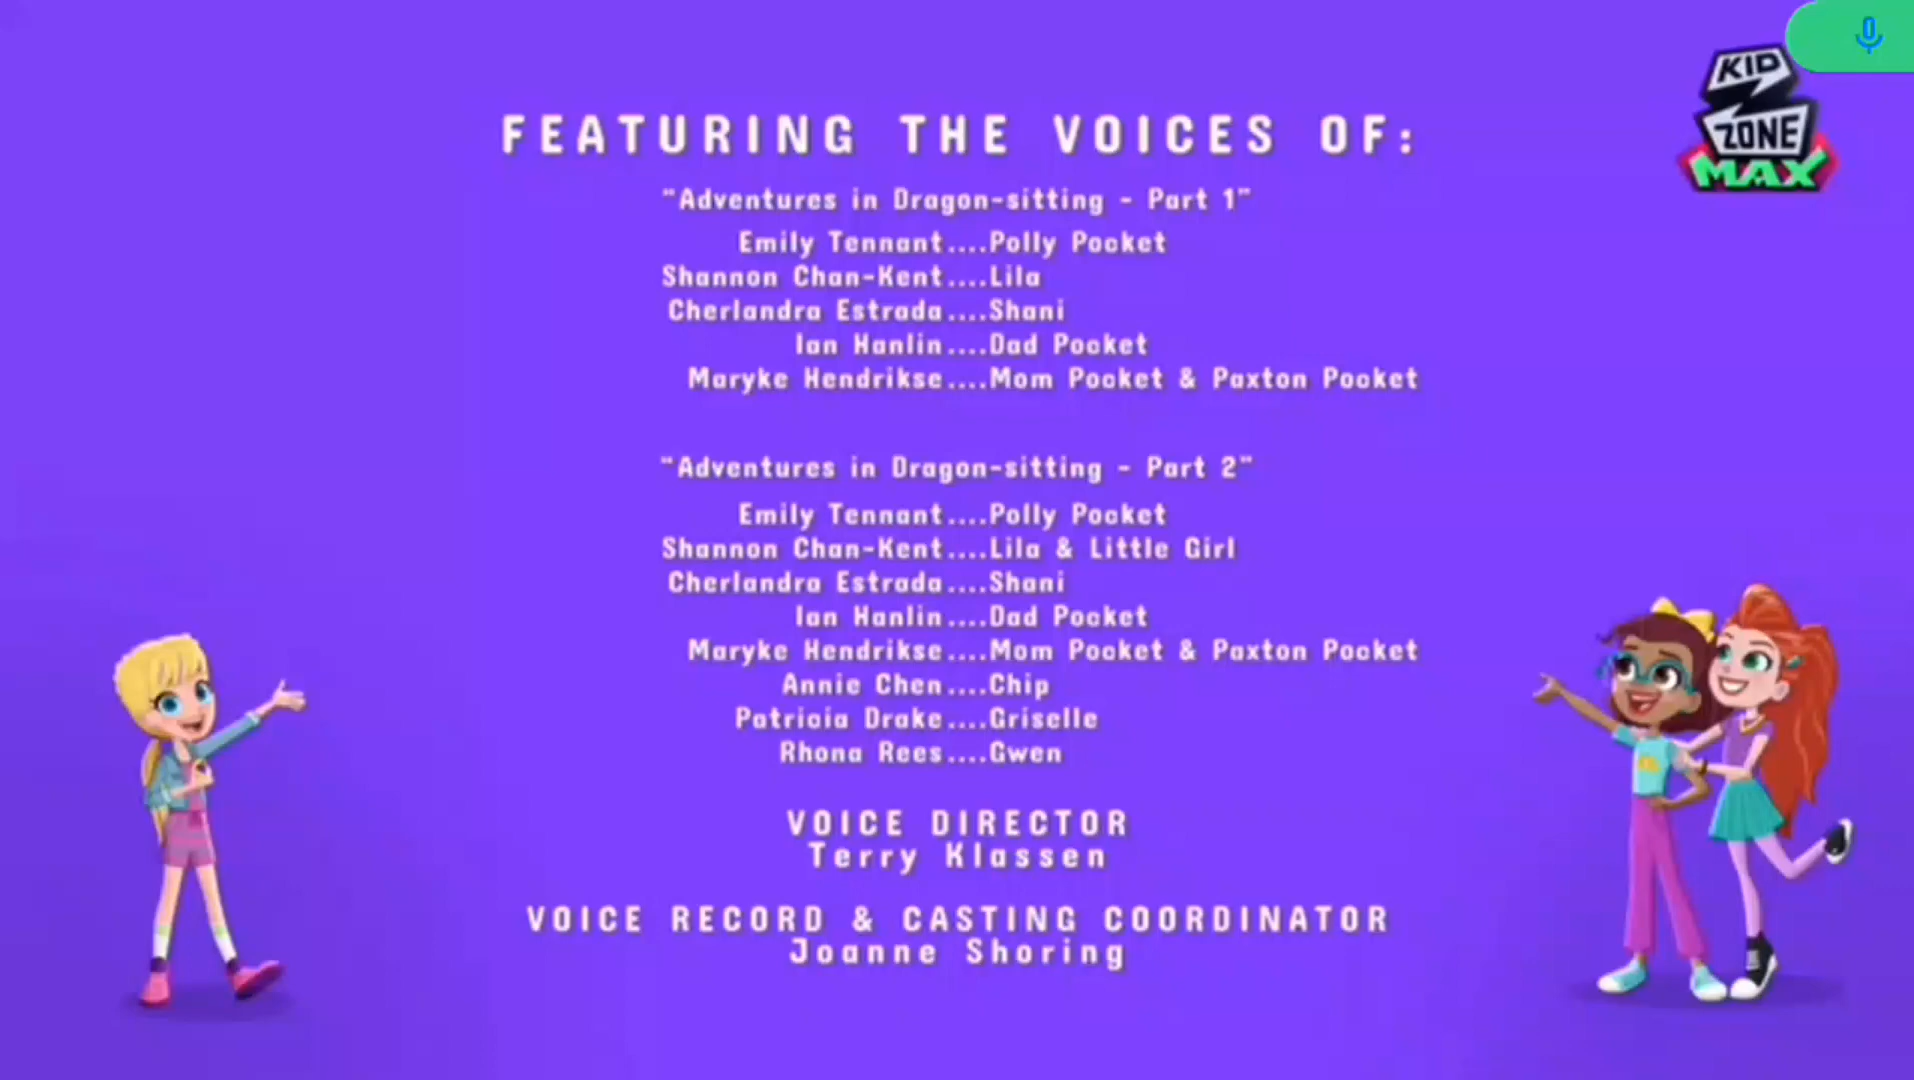 KID
ZONE
MAX
FEATURING THE VOICES OF:
"Adventures in Dragon-sitting - Part 1"
Emily Tennant....Polly Pocket
Shannon Chan-Kent....Lila
Cherlandra Estrada....Shani
Ian Hanlin....Dad Pocket
Maryke Hendrikse....Mom Pocket & Paxton Pocket
"Adventures in Dragon-sitting - Part 2"
Emily Tennant....Polly Pocket
Shannon Chan-Kent....Lila & Little Girl
Cherlandra Estrada....Shani
Ian Hanlin....Dad Pocket
Maryke Hendrikse....Mom Pocket & Paxton Pocket
Annie Chen....Chip
Patricia Drake....Griselle
Rhona Rees....Gwen
VOICE DIRECTOR
Terry Klassen
VOICE RECORD & CASTING COORDINATOR
Joanne Shoring